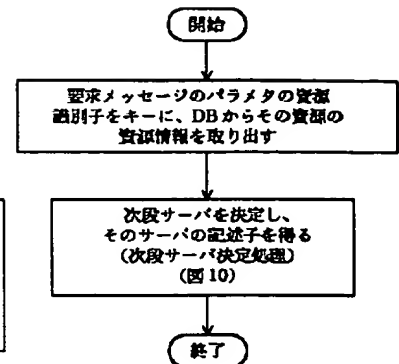 開始
要求メッセージのパラメタの資源
識別子をキーに、DBからその資源の
資源情報を取り出す
次段サーバを決定し、
そのサーバの記述子を得る
(次段サーバ決定処理)
(図10)
終了